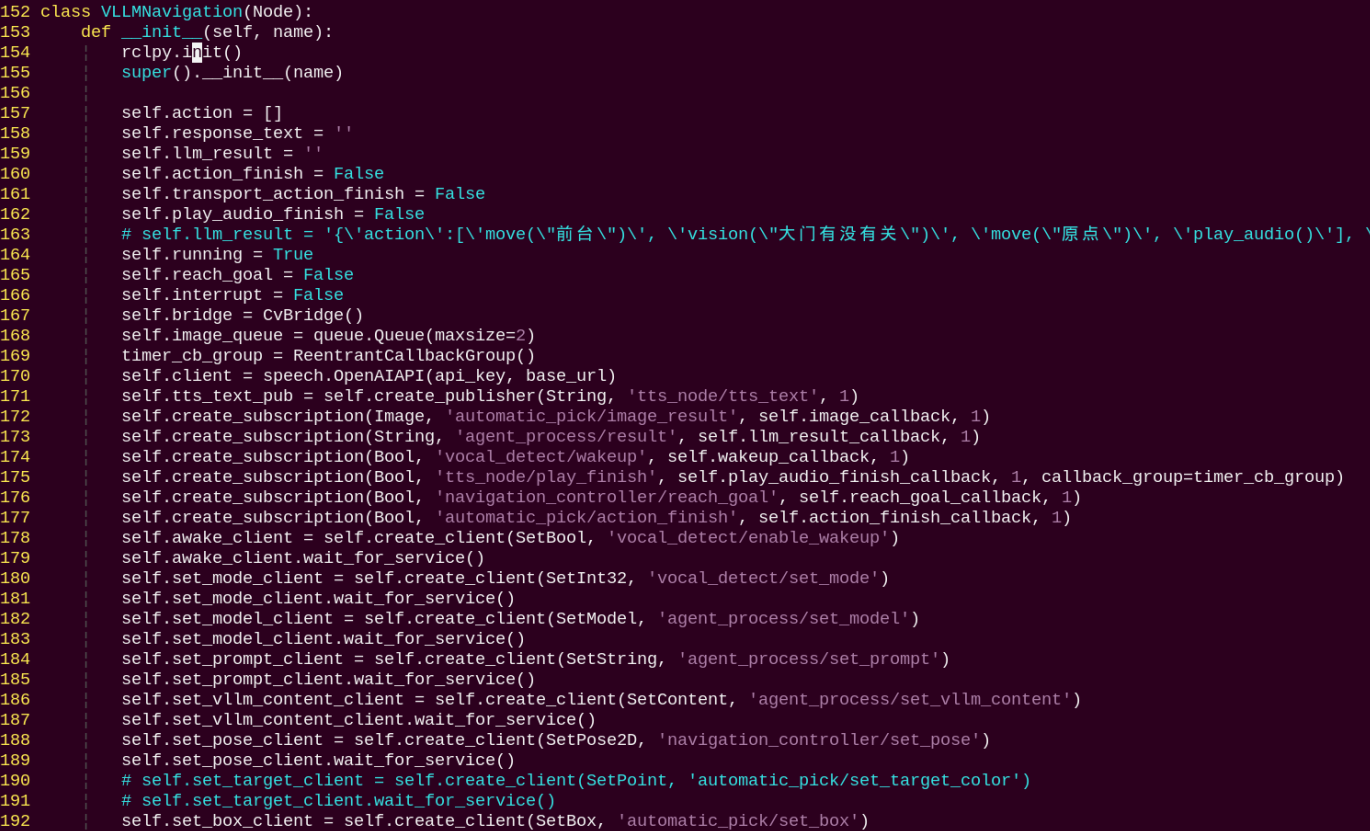 152 class VLLMNavigation(Node):
153     def __init__(self, name):
154         rclpy.init()
155         super().__init__(name)
156
157         self.action = []
158         self.response_text = ''
159         self.llm_result = ''
160         self.action_finish = False
161         self.transport_action_finish = False
162         self.play_audio_finish = False
163         # self.llm_result = '{\'action\':[\'move(\"前台\")\', \'vision(\"大门有没有关\")\', \'move(\"原点\")\', \'play_audio()\'], \
164         self.running = True
165         self.reach_goal = False
166         self.interrupt = False
167         self.bridge = CvBridge()
168         self.image_queue = queue.Queue(maxsize=2)
169         timer_cb_group = ReentrantCallbackGroup()
170         self.client = speech.OpenAIAPI(api_key, base_url)
171         self.tts_text_pub = self.create_publisher(String, 'tts_node/tts_text', 1)
172         self.create_subscription(Image, 'automatic_pick/image_result', self.image_callback, 1)
173         self.create_subscription(String, 'agent_process/result', self.llm_result_callback, 1)
174         self.create_subscription(Bool, 'vocal_detect/wakeup', self.wakeup_callback, 1)
175         self.create_subscription(Bool, 'tts_node/play_finish', self.play_audio_finish_callback, 1, callback_group=timer_cb_group)
176         self.create_subscription(Bool, 'navigation_controller/reach_goal', self.reach_goal_callback, 1)
177         self.create_subscription(Bool, 'automatic_pick/action_finish', self.action_finish_callback, 1)
178         self.awake_client = self.create_client(SetBool, 'vocal_detect/enable_wakeup')
179         self.awake_client.wait_for_service()
180         self.set_mode_client = self.create_client(SetInt32, 'vocal_detect/set_mode')
181         self.set_mode_client.wait_for_service()
182         self.set_model_client = self.create_client(SetModel, 'agent_process/set_model')
183         self.set_model_client.wait_for_service()
184         self.set_prompt_client = self.create_client(SetString, 'agent_process/set_prompt')
185         self.set_prompt_client.wait_for_service()
186         self.set_vllm_content_client = self.create_client(SetContent, 'agent_process/set_vllm_content')
187         self.set_vllm_content_client.wait_for_service()
188         self.set_pose_client = self.create_client(SetPose2D, 'navigation_controller/set_pose')
189         self.set_pose_client.wait_for_service()
190         # self.set_target_client = self.create_client(SetPoint, 'automatic_pick/set_target_color')
191         # self.set_target_client.wait_for_service()
192         self.set_box_client = self.create_client(SetBox, 'automatic_pick/set_box')